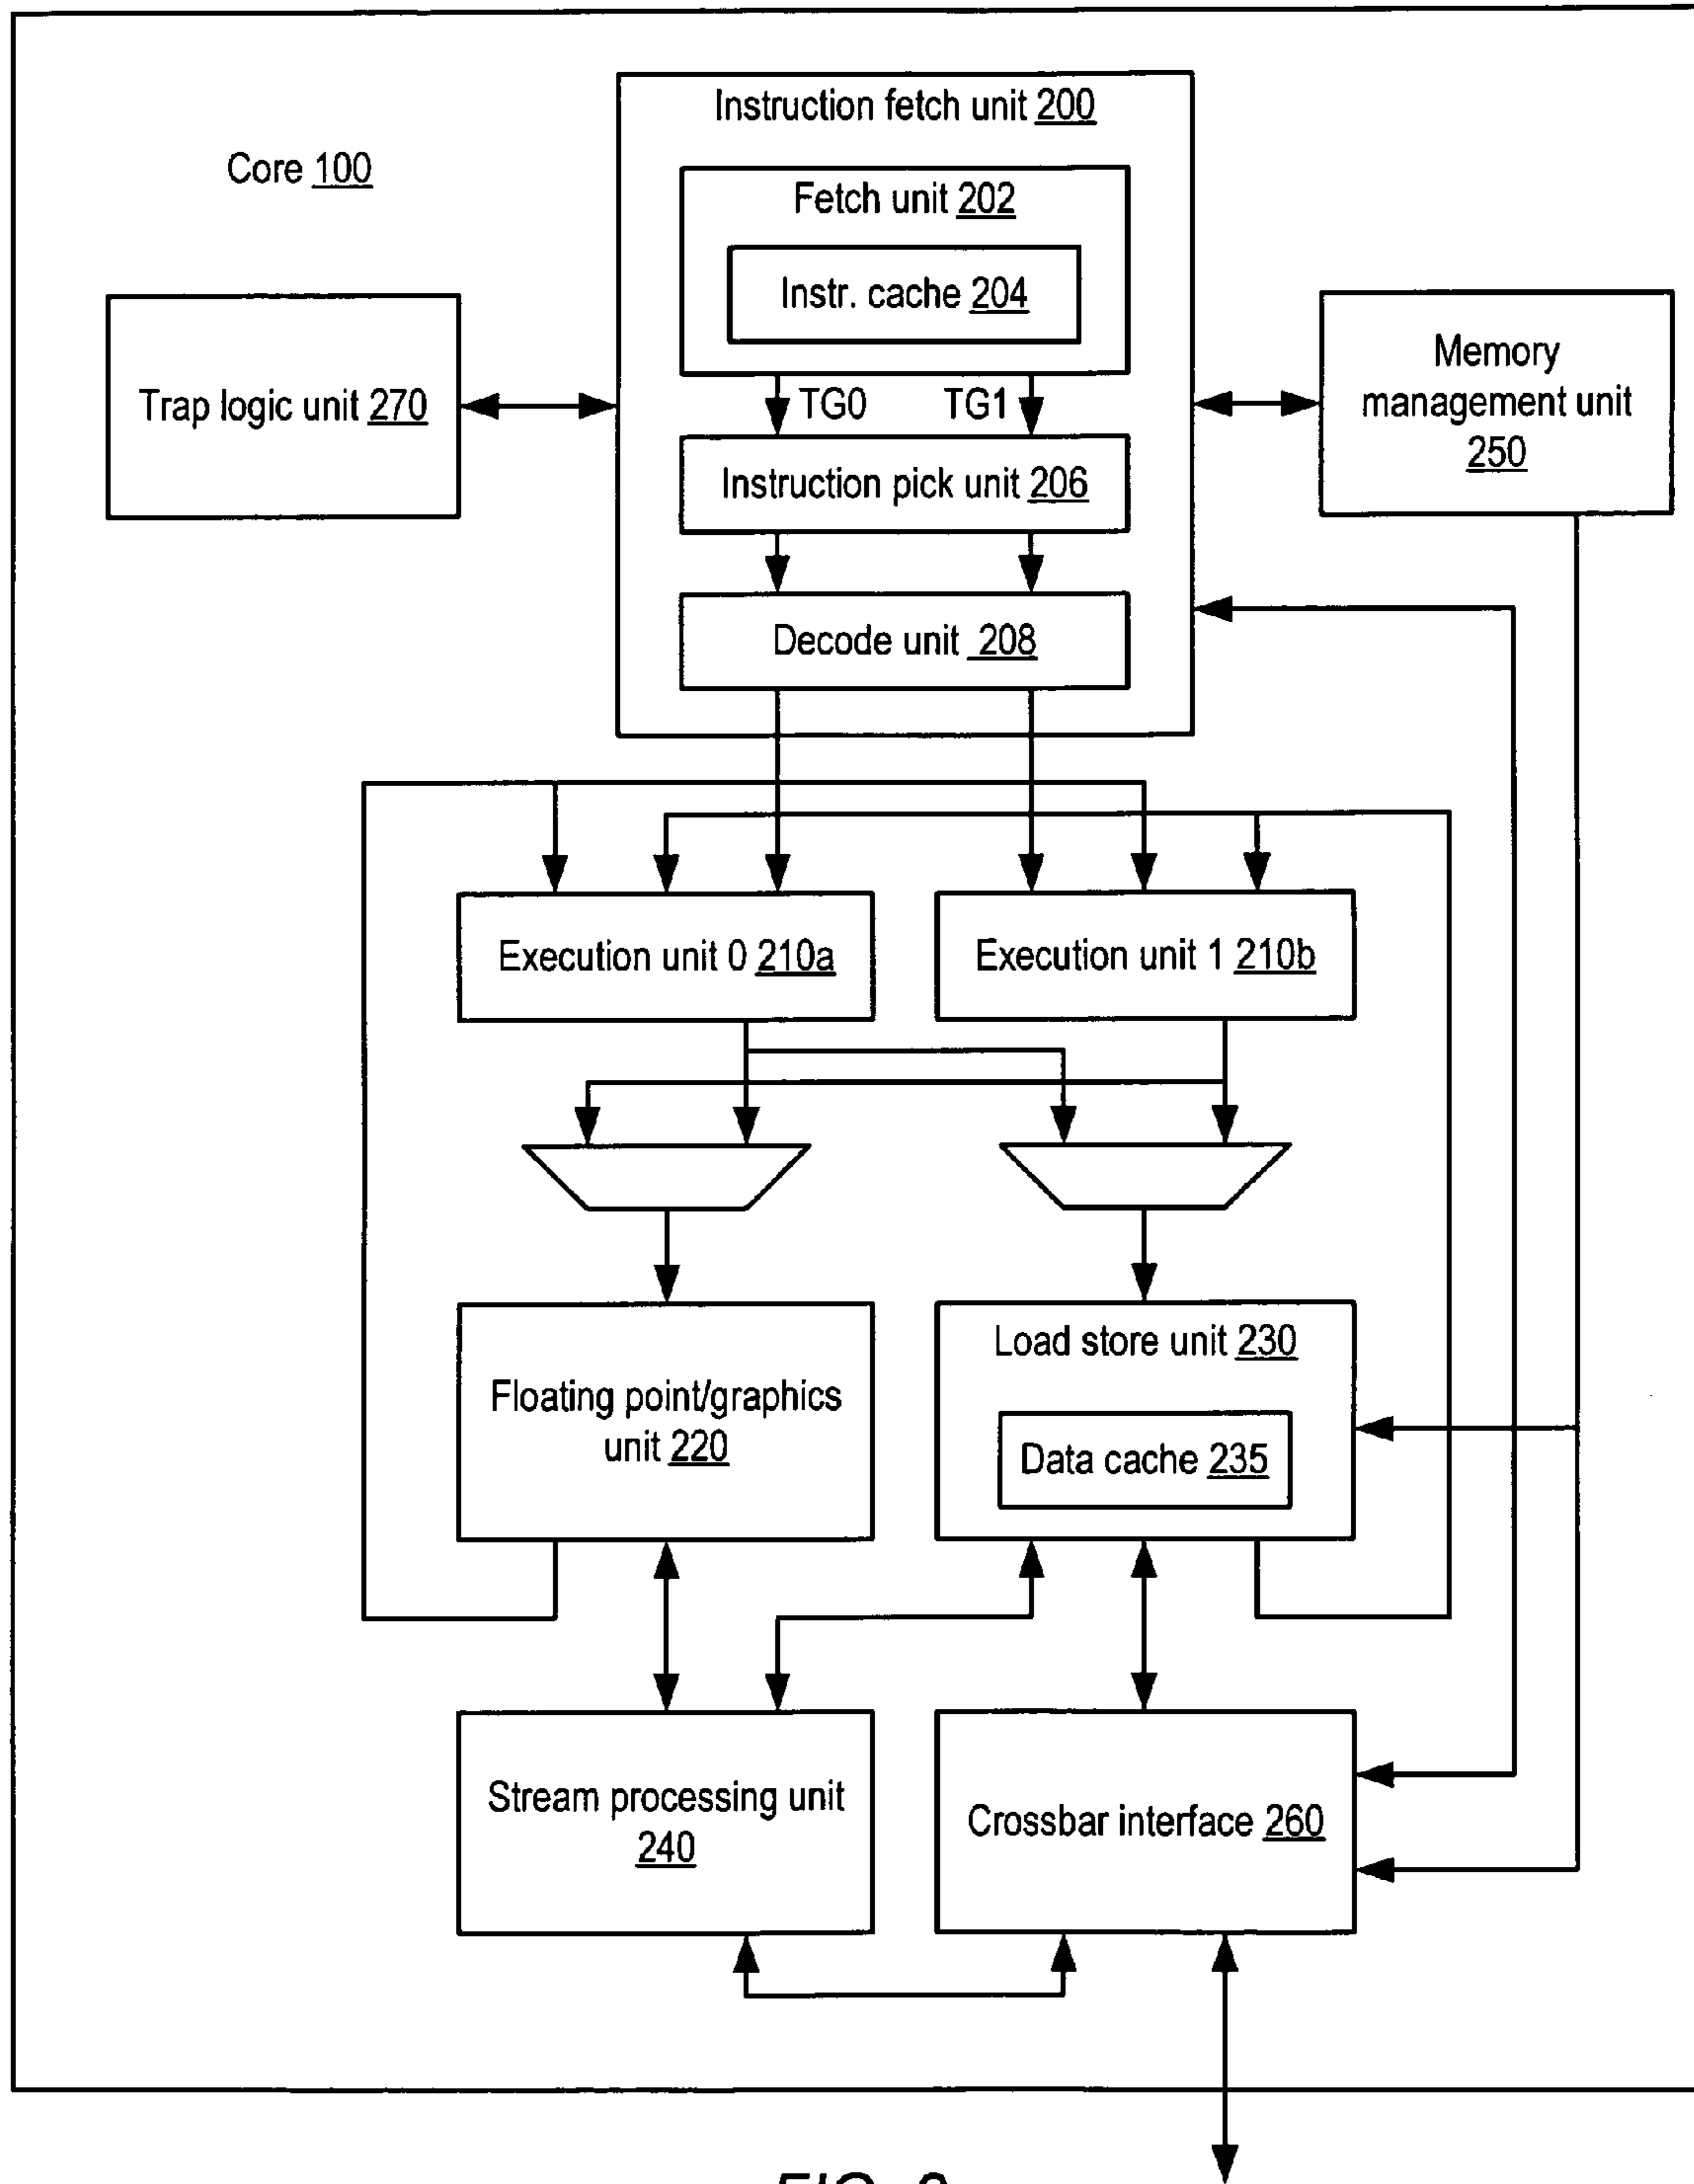 Instruction fetch unit 200
Core 100
Fetch unit 202
Instr. cache 204
Trap logic unit 270
Memory
management unit
250
TG0 TG1
Instruction pick unit 206
Decode unit 208
Execution unit 0 210a
Execution unit 1 210b
Floating point/graphics
unit 220
Load store unit 230
Data cache 235
Stream processing unit
240
Crossbar interface 260